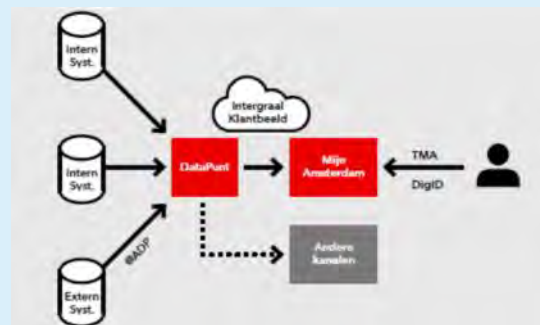 Intern
Syst.
Intergraal
Klantbeeld
Intern
Syst.
DataPunt
Mijn
Amsterdam
TMA
DigID
@ADP
Andere
kanalen
Extern
Syst.